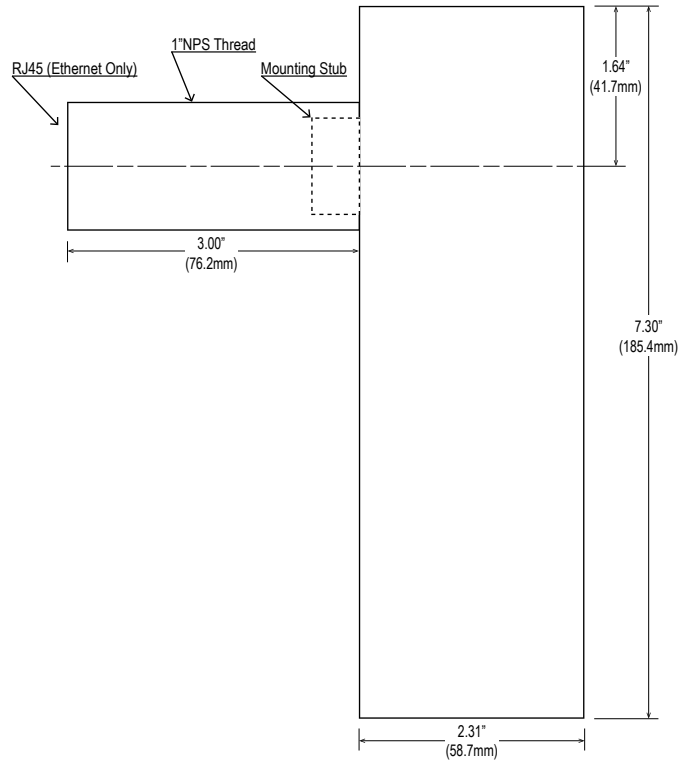 1”NPS Thread
RJ45 (Ethernet Only)
Mounting Stub
1.64”
(41.7mm)
3.00”
(76.2mm)
7.30”
(185.4mm)
2.31”
(58.7mm)